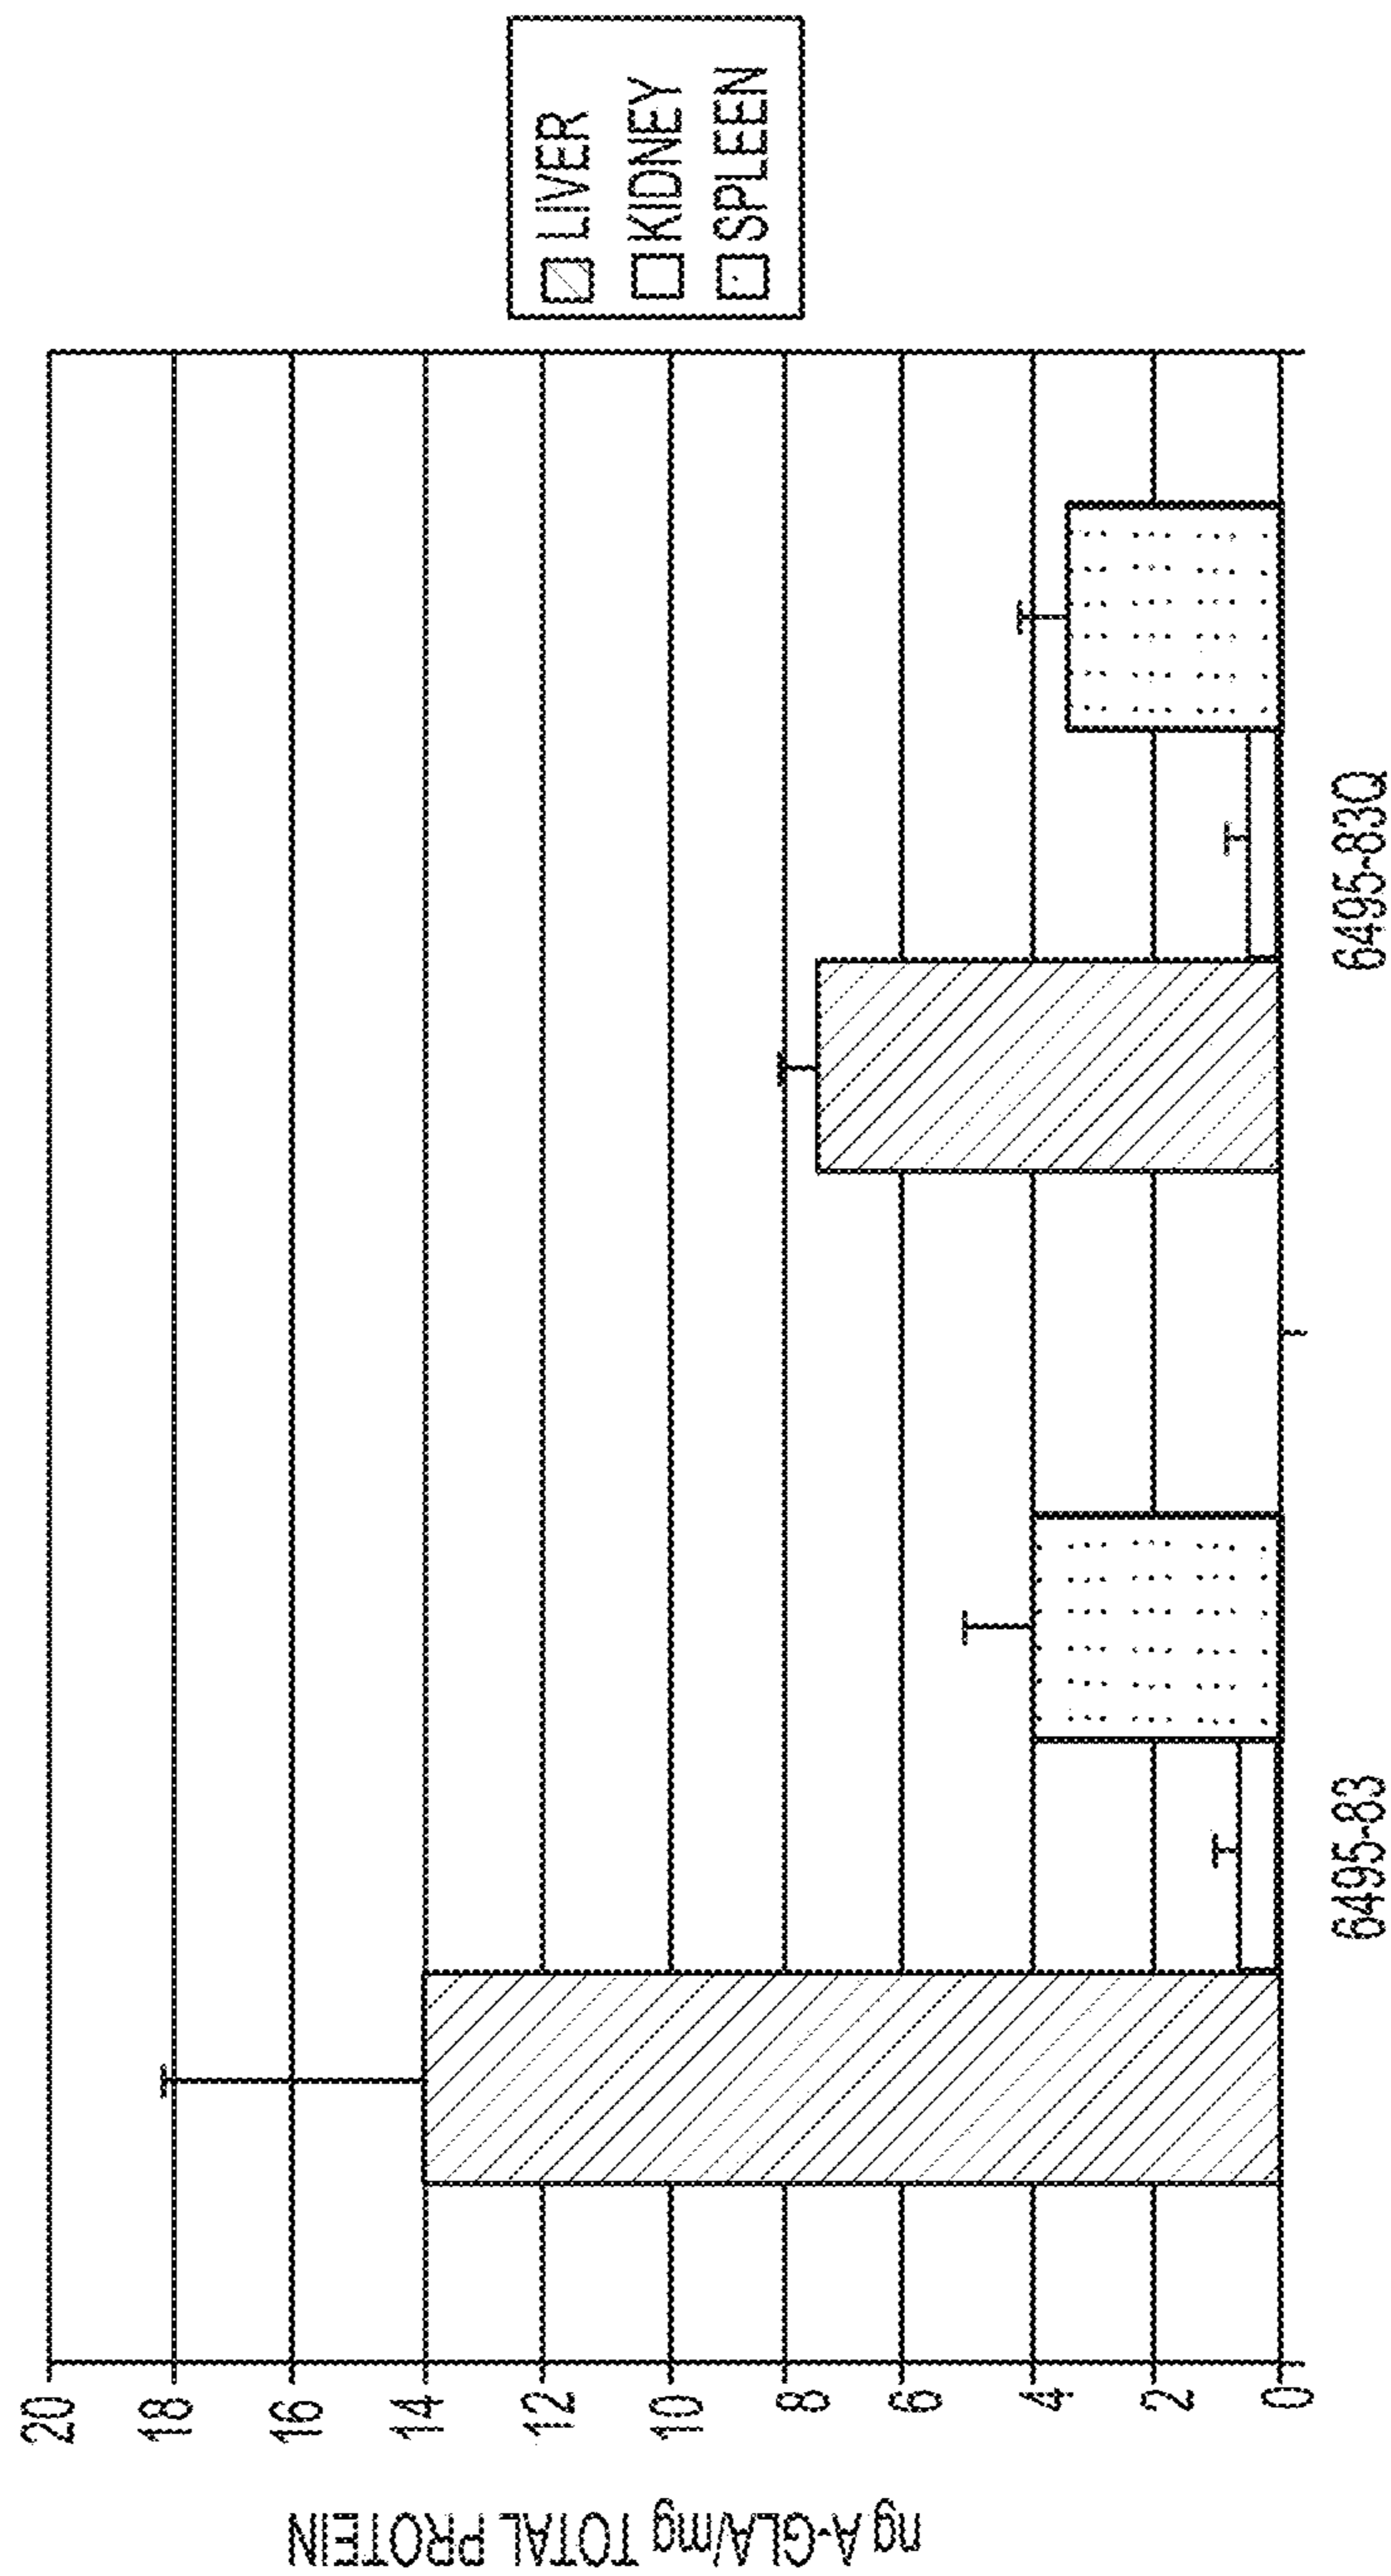 ng A-GLA/mg TOTAL PROTEIN
20
18
16
14
12
10
8
6
4
2
0
6495-83
6495-83Q
LIVER
KIDNEY
SPLEEN